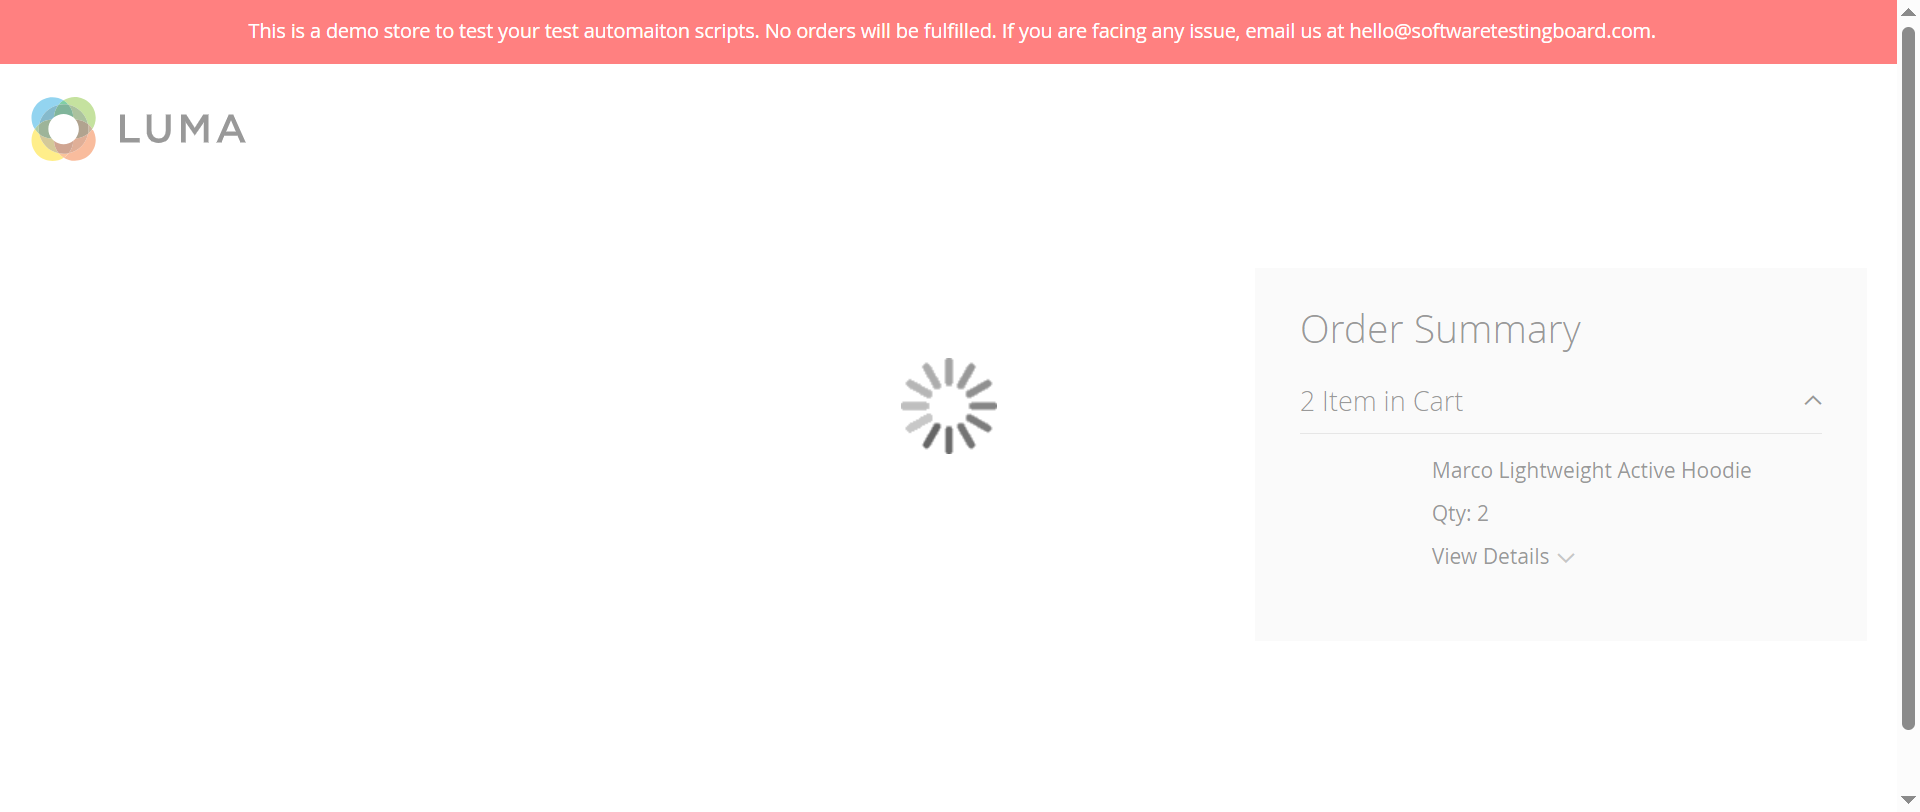 This is a demo store to test your test automaiton scripts. No orders will be fulfilled. If you are facing any issue, email us at hello@softwaretestingboard.com.
LUMA
Order Summary
2 Item in Cart
Marco Lightweight Active Hoodie
Qty: 2
View Details